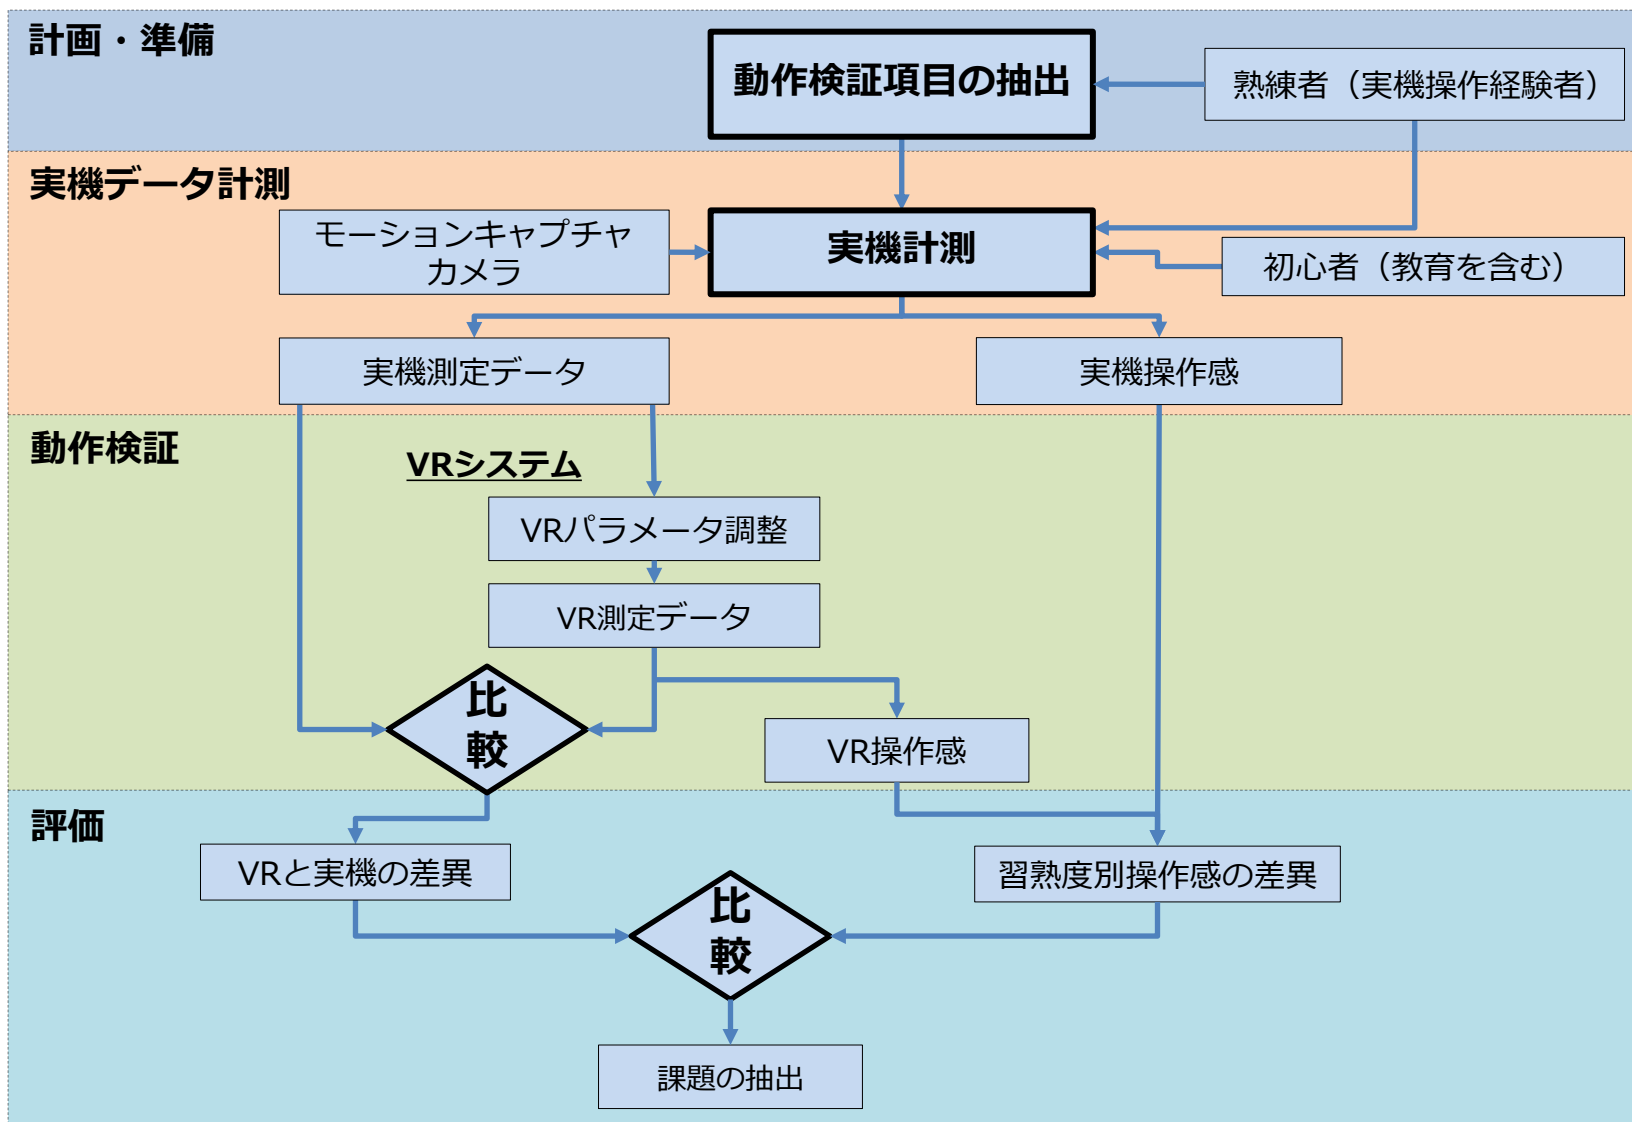 計画・準備
動作検証項目の抽出
熟練者（実機操作経験者）
実機データ計測
モーションキャプチャ
カメラ
実機計測
初心者（教育を含む）
実機測定データ
実機操作感
動作検証
VRシステム
VRパラメータ調整
VR測定データ
比
較
VR操作感
評価
VRと実機の差異
習熟度別操作感の差異
比
較
課題の抽出